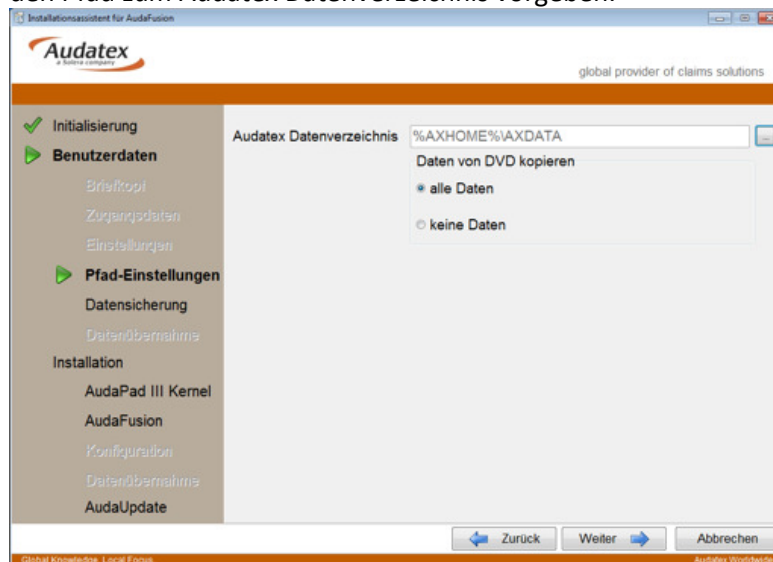 den Pfad zum Audatex Datenverzeichnis vorgeben.
Installationsassistent für AudaFusion
Audatex
a Solera company
global provider of claims solutions
Initialisierung
Benutzerdaten
Briefkopf
Zugangsdaten
Einstellungen
Pfad-Einstellungen
Datensicherung
Datenübernahme
Installation
AudaPad III Kernel
AudaFusion
Konfiguration
Datenübernahme
AudaUpdate
Audatex Datenverzeichnis
%AXHOME%\AXDATA
...
Daten von DVD kopieren
alle Daten
keine Daten
Zurück
Weiter
Abbrechen
Global Knowledge. Local Focus.
Audatex Worldwide